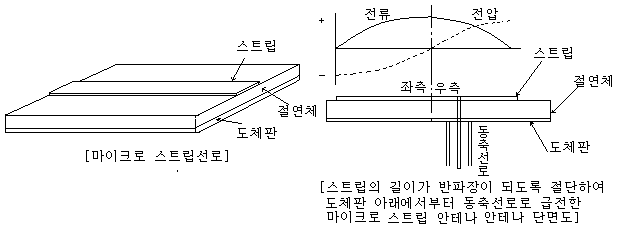 스트립
절연체
도체판
[마이크로 스트립선로]
+
전류
전압
−
스트립
좌측
우측
절연체
동축선로
도체판
[스트립의 길이가 반파장이 되도록 절단하여
도체판 아래에서부터 동축선로로 급전한
마이크로 스트립 안테나 안테나 단면도]